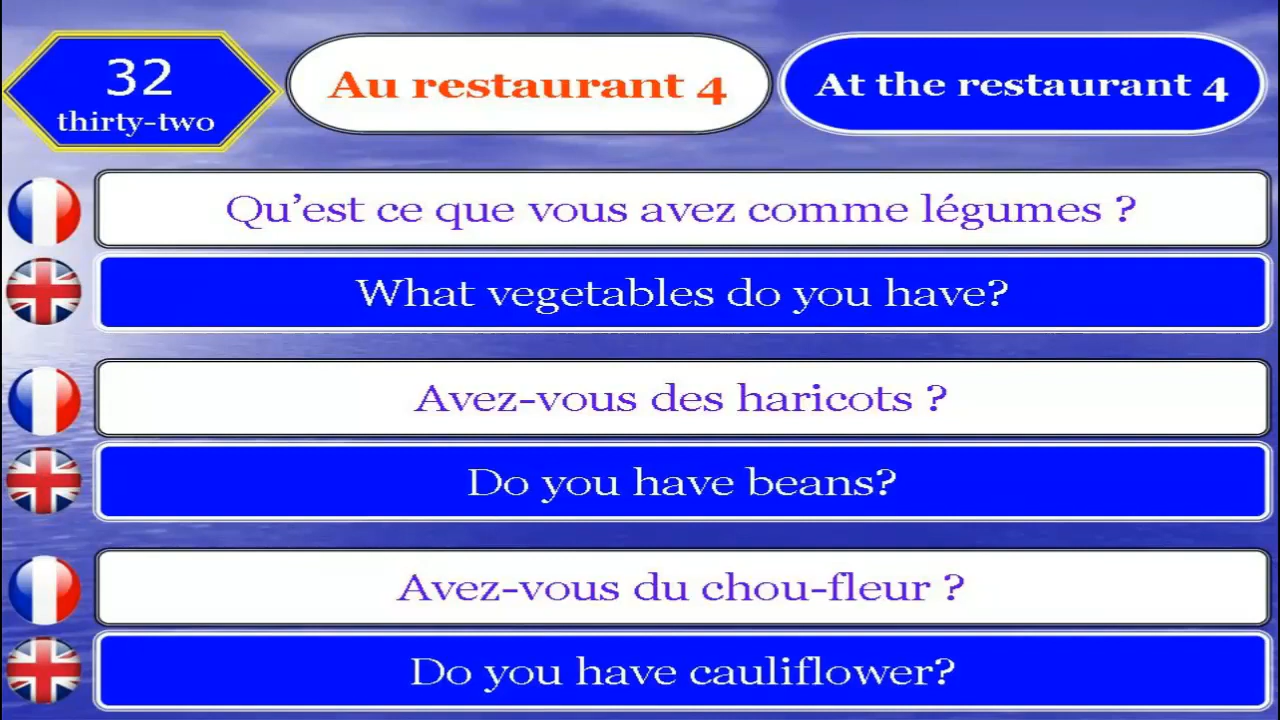 32
thirty-two
Au restaurant 4
At the restaurant 4
Qu’est ce que vous avez comme légumes ?
What vegetables do you have?
Avez-vous des haricots ?
Do you have beans?
Avez-vous du chou-fleur ?
Do you have cauliflower?